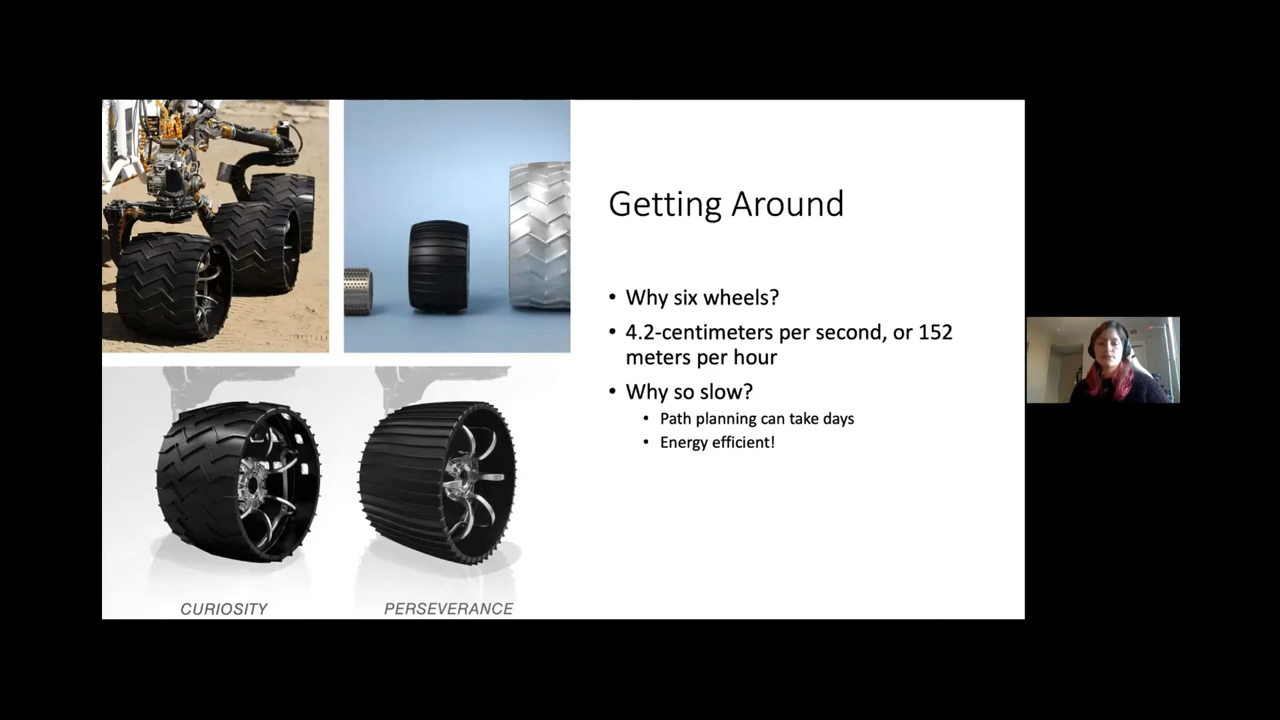 Getting Around
• Why six wheels?
• 4.2-centimeters per second, or 152
meters per hour
• Why so slow?
• Path planning can take days
• Energy efficient!
CURIOSITY
PERSEVERANCE